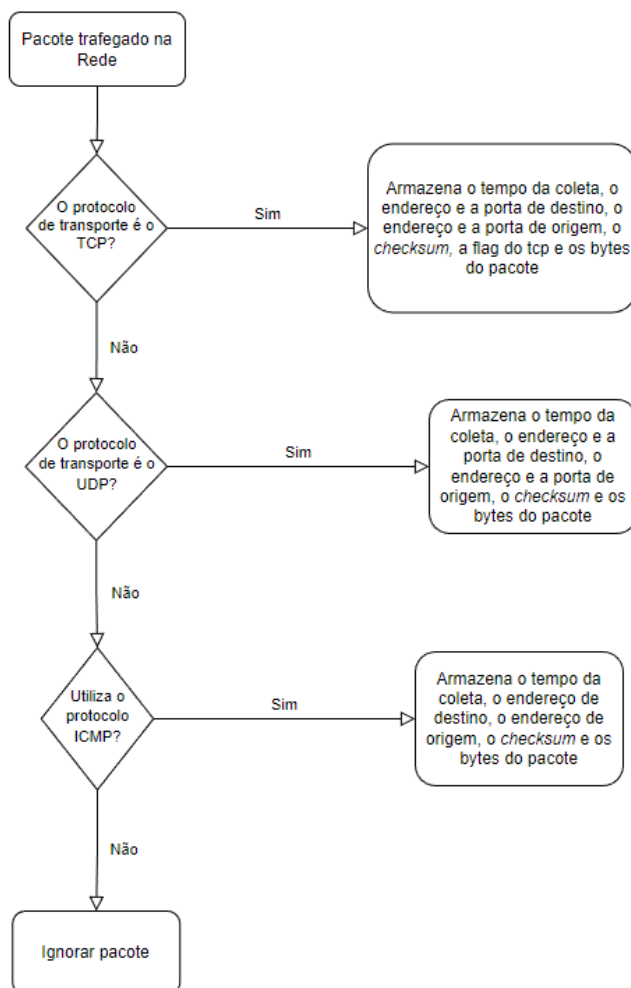 Pacote trafegado na
Rede
O protocolo
de transporte é o
TCP?
Sim
Armazena o tempo da coleta, o
endereço e a porta de destino, o
endereço e a porta de origem, o
checksum, a flag do tcp e os bytes
do pacote
Não
O protocolo
de transporte é o
UDP?
Sim
Armazena o tempo da
coleta, o endereço e a
porta de destino, o
endereço e a porta de
origem, o checksum e os
bytes do pacote
Não
Utiliza o
protocolo
ICMP?
Sim
Armazena o tempo da
coleta, o endereço de
destino, o endereço de
origem, o checksum e os
bytes do pacote
Não
Ignorar pacote